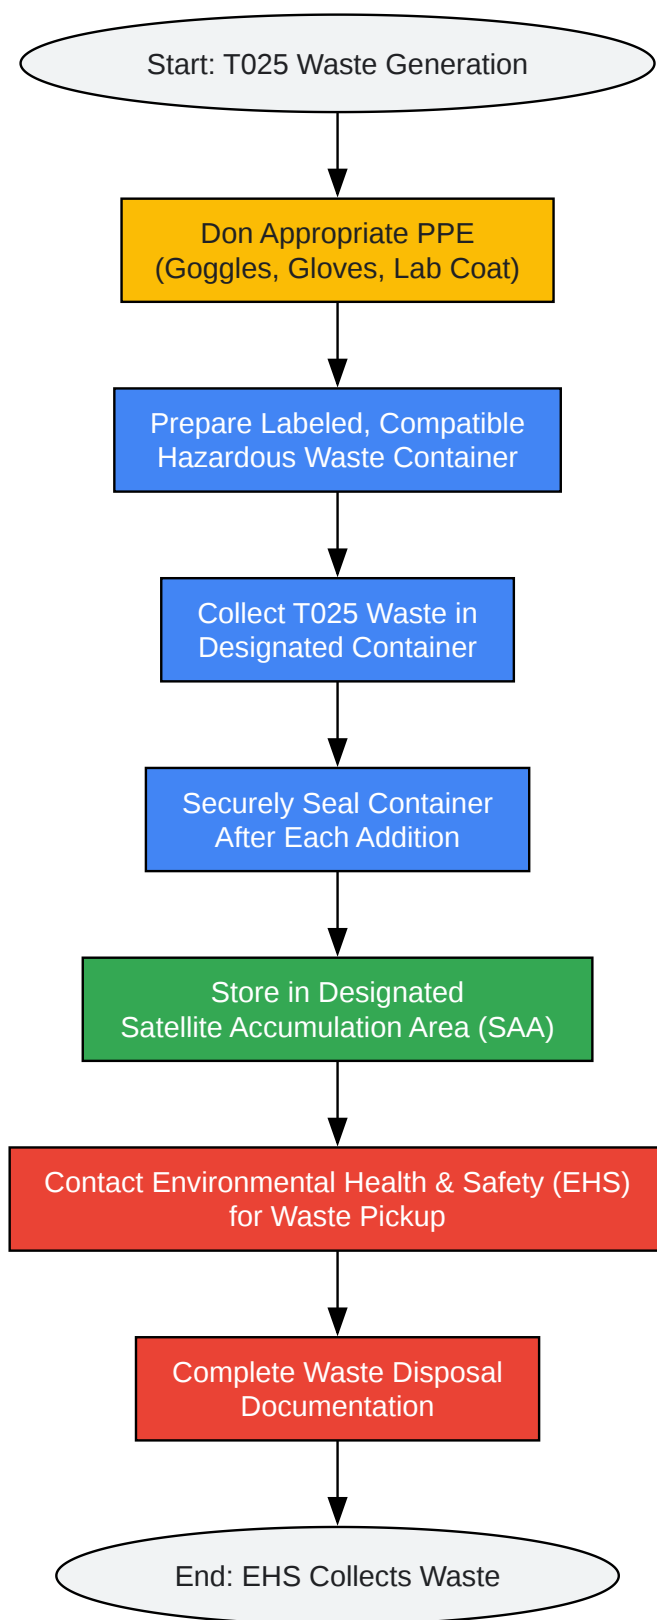 Start: T025 Waste Generation
Don Appropriate PPE
(Goggles, Gloves, Lab Coat)
Prepare Labeled, Compatible
Hazardous Waste Container
Collect T025 Waste in
Designated Container
Securely Seal Container
After Each Addition
Store in Designated
Satellite Accumulation Area (SAA)
Contact Environmental Health & Safety (EHS)
for Waste Pickup
Complete Waste Disposal
Documentation
End: EHS Collects Waste